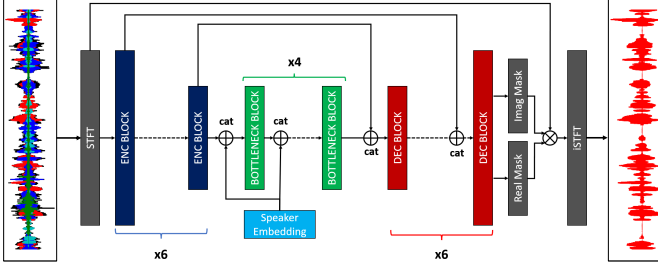 x4
cat
cat
STFT
ENC BLOCK
ENC BLOCK
BOTTLENECK BLOCK
BOTTLENECK BLOCK
cat
DEC BLOCK
cat
DEC BLOCK
Imag Mask
Real Mask
iSTFT
Speaker
Embedding
x6
x6